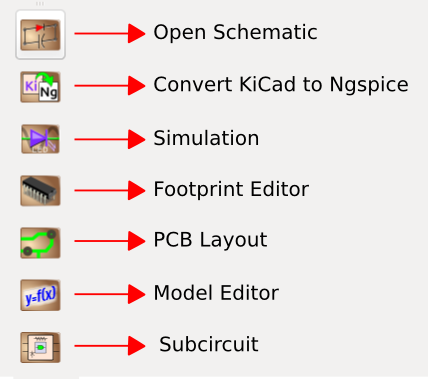 Open Schematic
Ki Ng Convert KiCad to Ngspice
Simulation
Footprint Editor
PCB Layout
y=f(x) Model Editor
Subcircuit